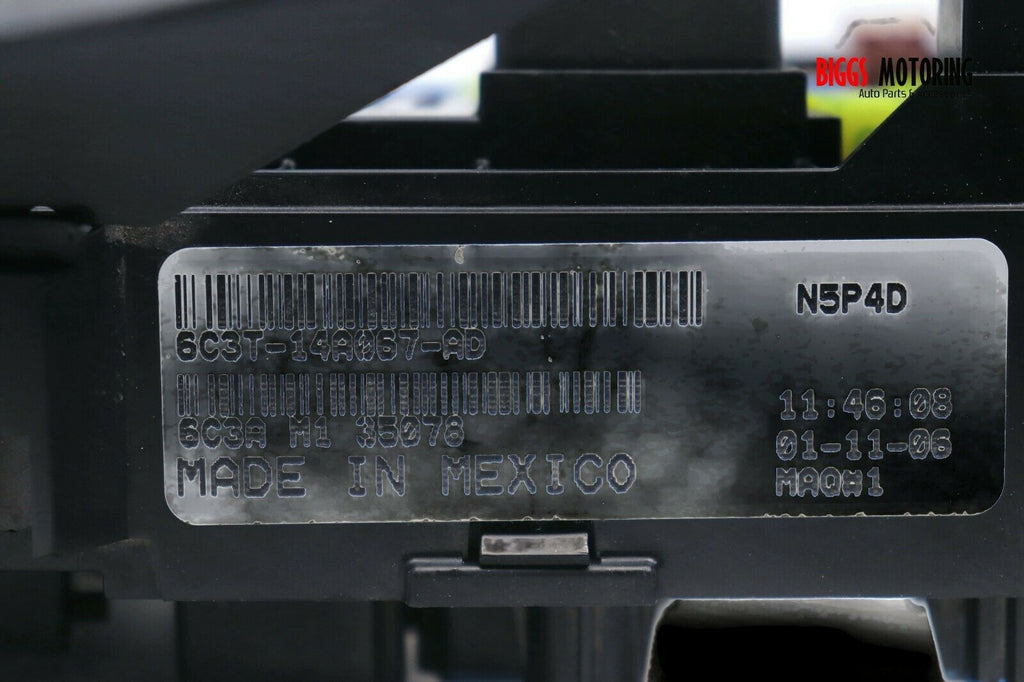 BIGGS MOTORING
Auto Parts &
N5P4D
6C3T-14A067-AD
6C3A M1 35078
MADE IN MEXICO
11:46:08
01-11-06
MAQ#1